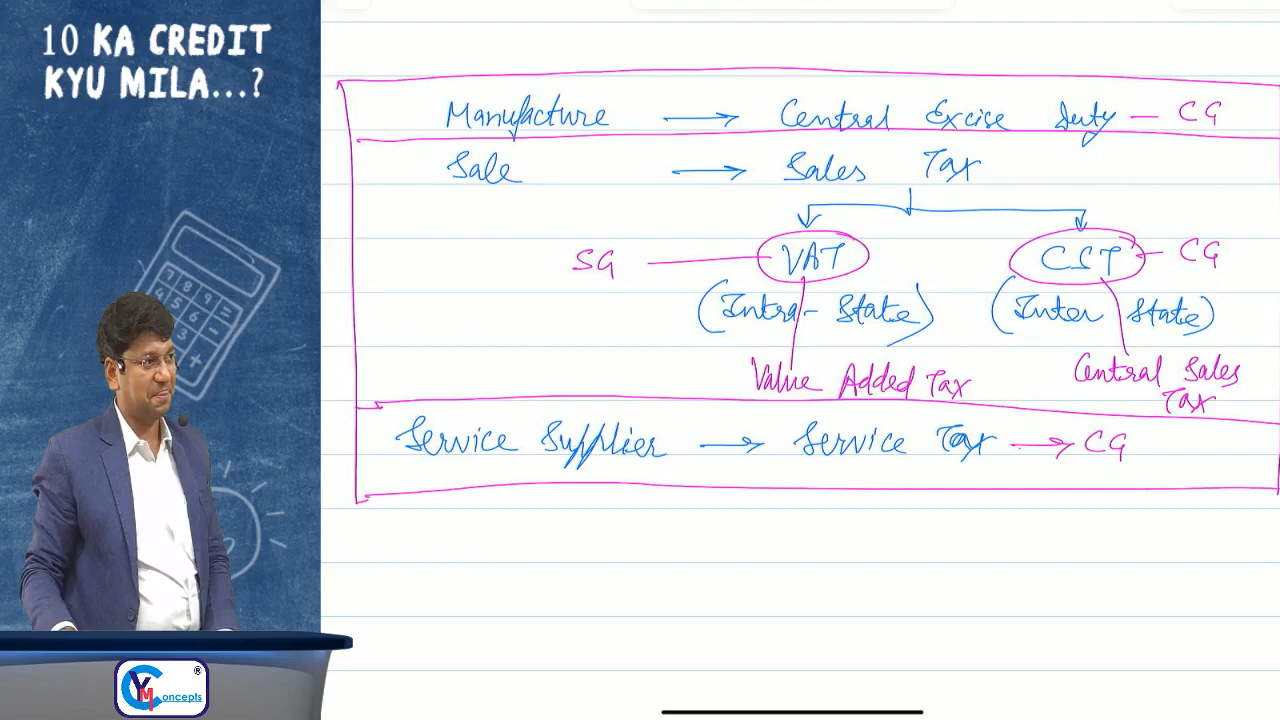 10 KA CREDIT
KYU MILA...?
Manufacture → Central Excise Duty — CG
Sale → Sales Tax
SG — VAT CST — CG
(Intra-State) (Inter State)
Value Added Tax Central Sales
Tax
Service Supplier → Service Tax → CG
YM Concepts ®